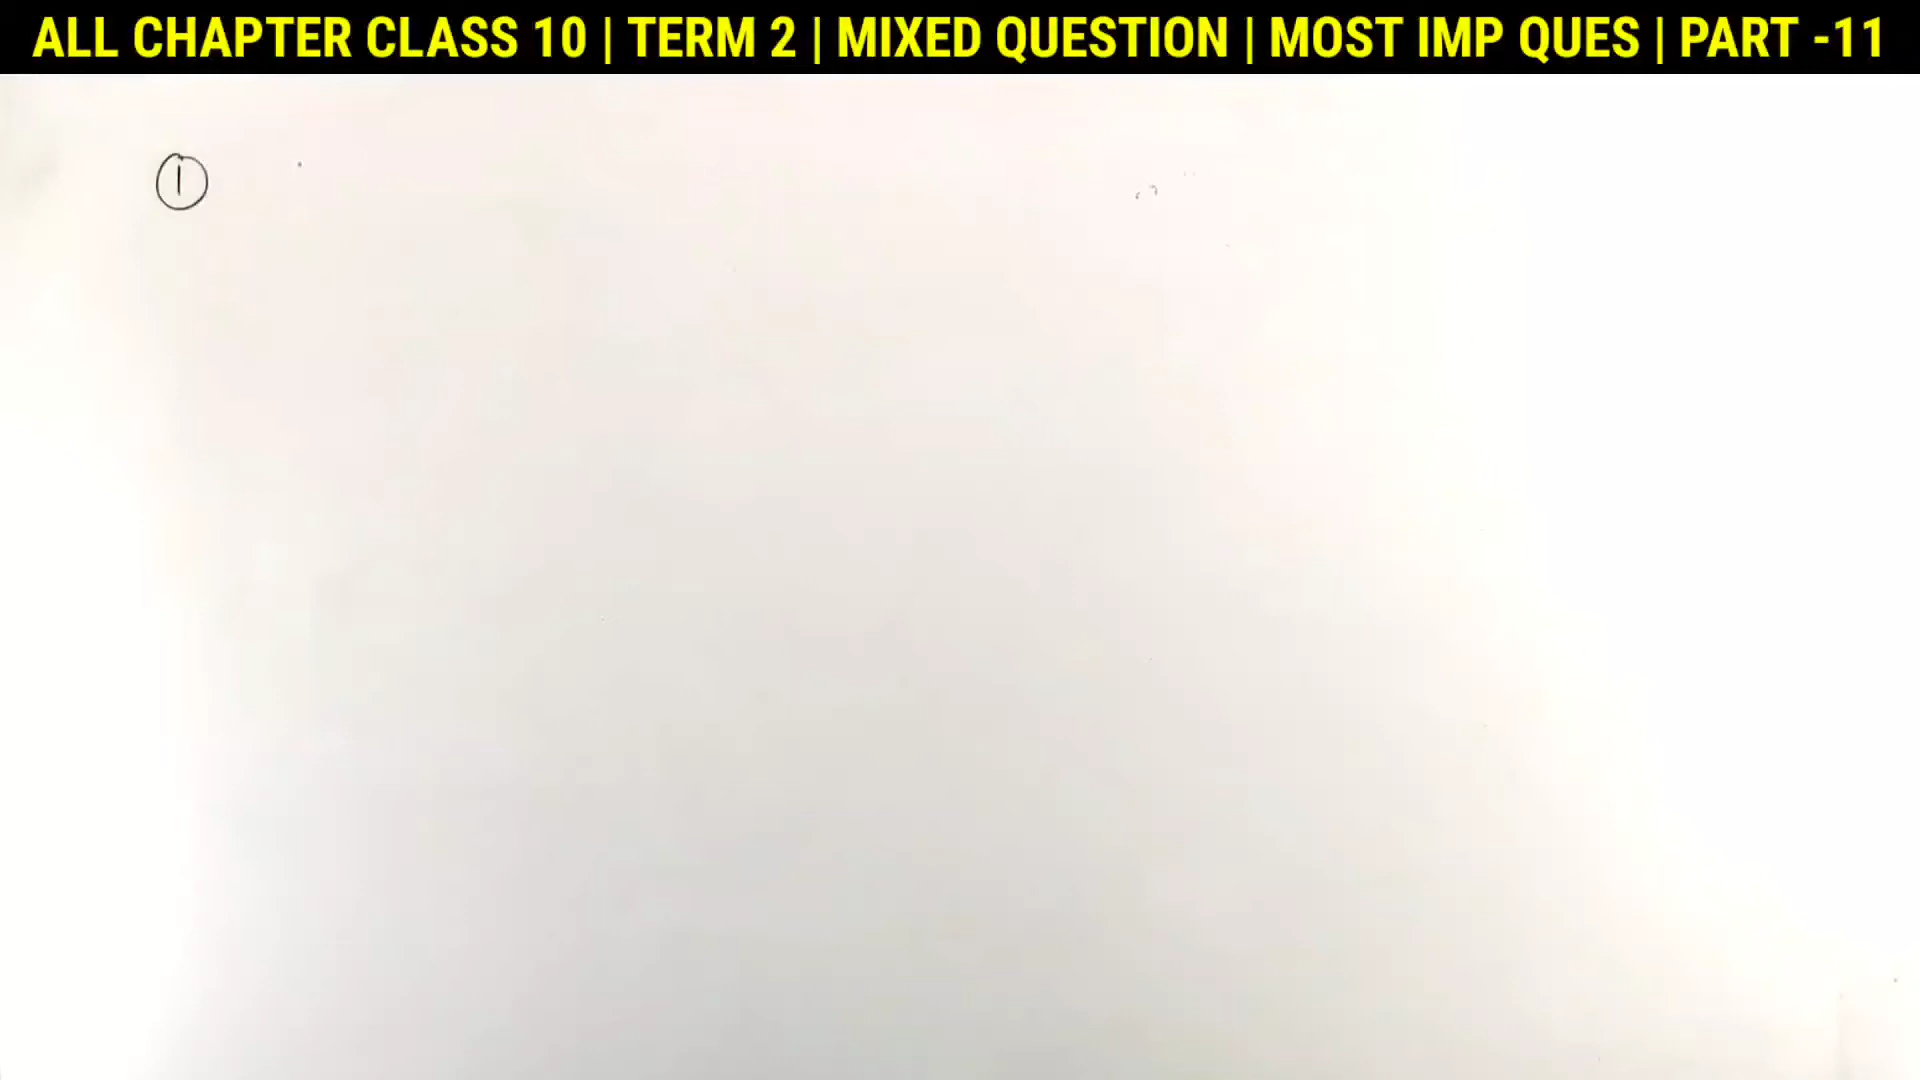 ALL CHAPTER CLASS 10 | TERM 2 | MIXED QUESTION | MOST IMP QUES | PART -11
1